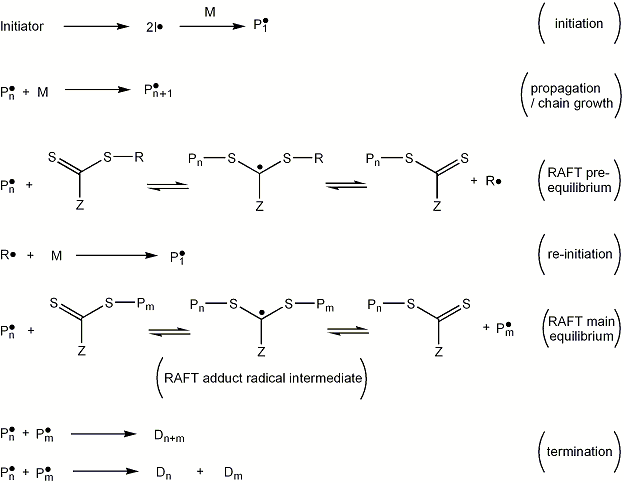 Initiator 2I• M P1• (initiation)
Pn• + M Pn+1• (propagation / chain growth)
Pn• + S S R Z Pn S S R Z Pn S S Z + R• (RAFT pre-equilibrium)
R• + M P1• (re-initiation)
Pn• + S S Pm Z Pn S • S Pm Z Pn S S Z + Pm• (RAFT main equilibrium)
(RAFT adduct radical intermediate)
Pn• + Pm• Dn+m
(termination)
Pn• + Pm• Dn + Dm